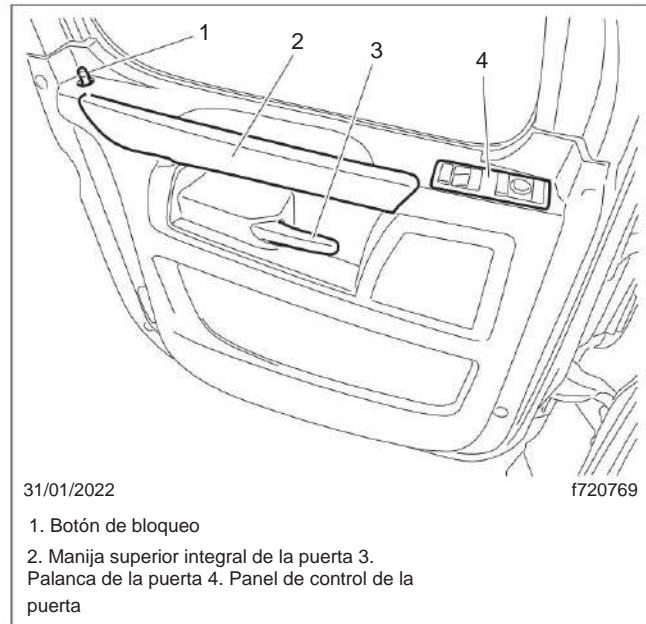 1
2
3
4
31/01/2022
f720769
1. Botón de bloqueo
2. Manija superior integral de la puerta 3.
Palanca de la puerta 4. Panel de control de la
puerta